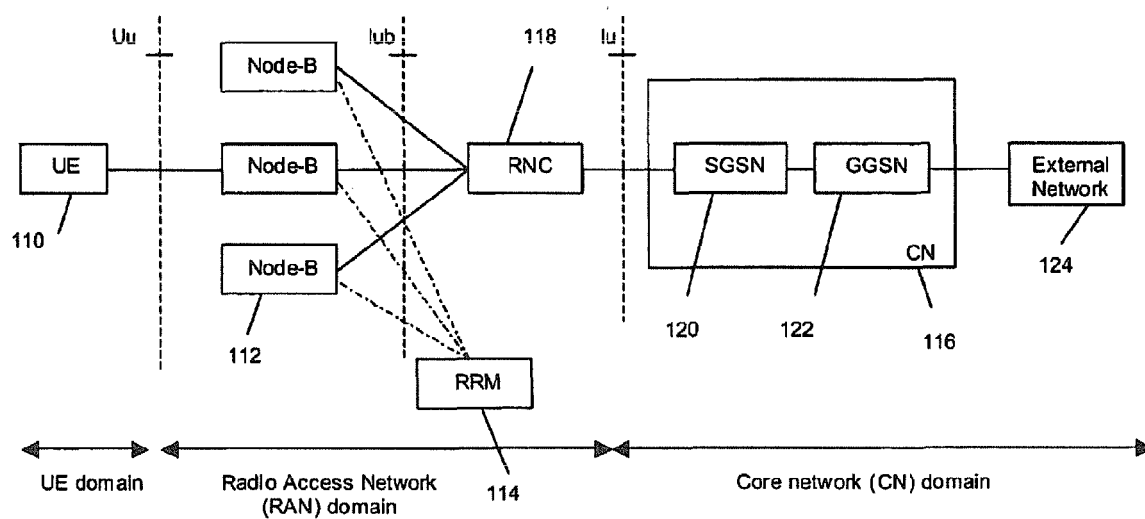 Uu
Iub
118
Iu
Node-B
UE
Node-B
RNC
SGSN
GGSN
External
Network
110
Node-B
CN
124
112
120
122
116
RRM
UE domain
Radio Access Network
(RAN) domain
114
Core network (CN) domain